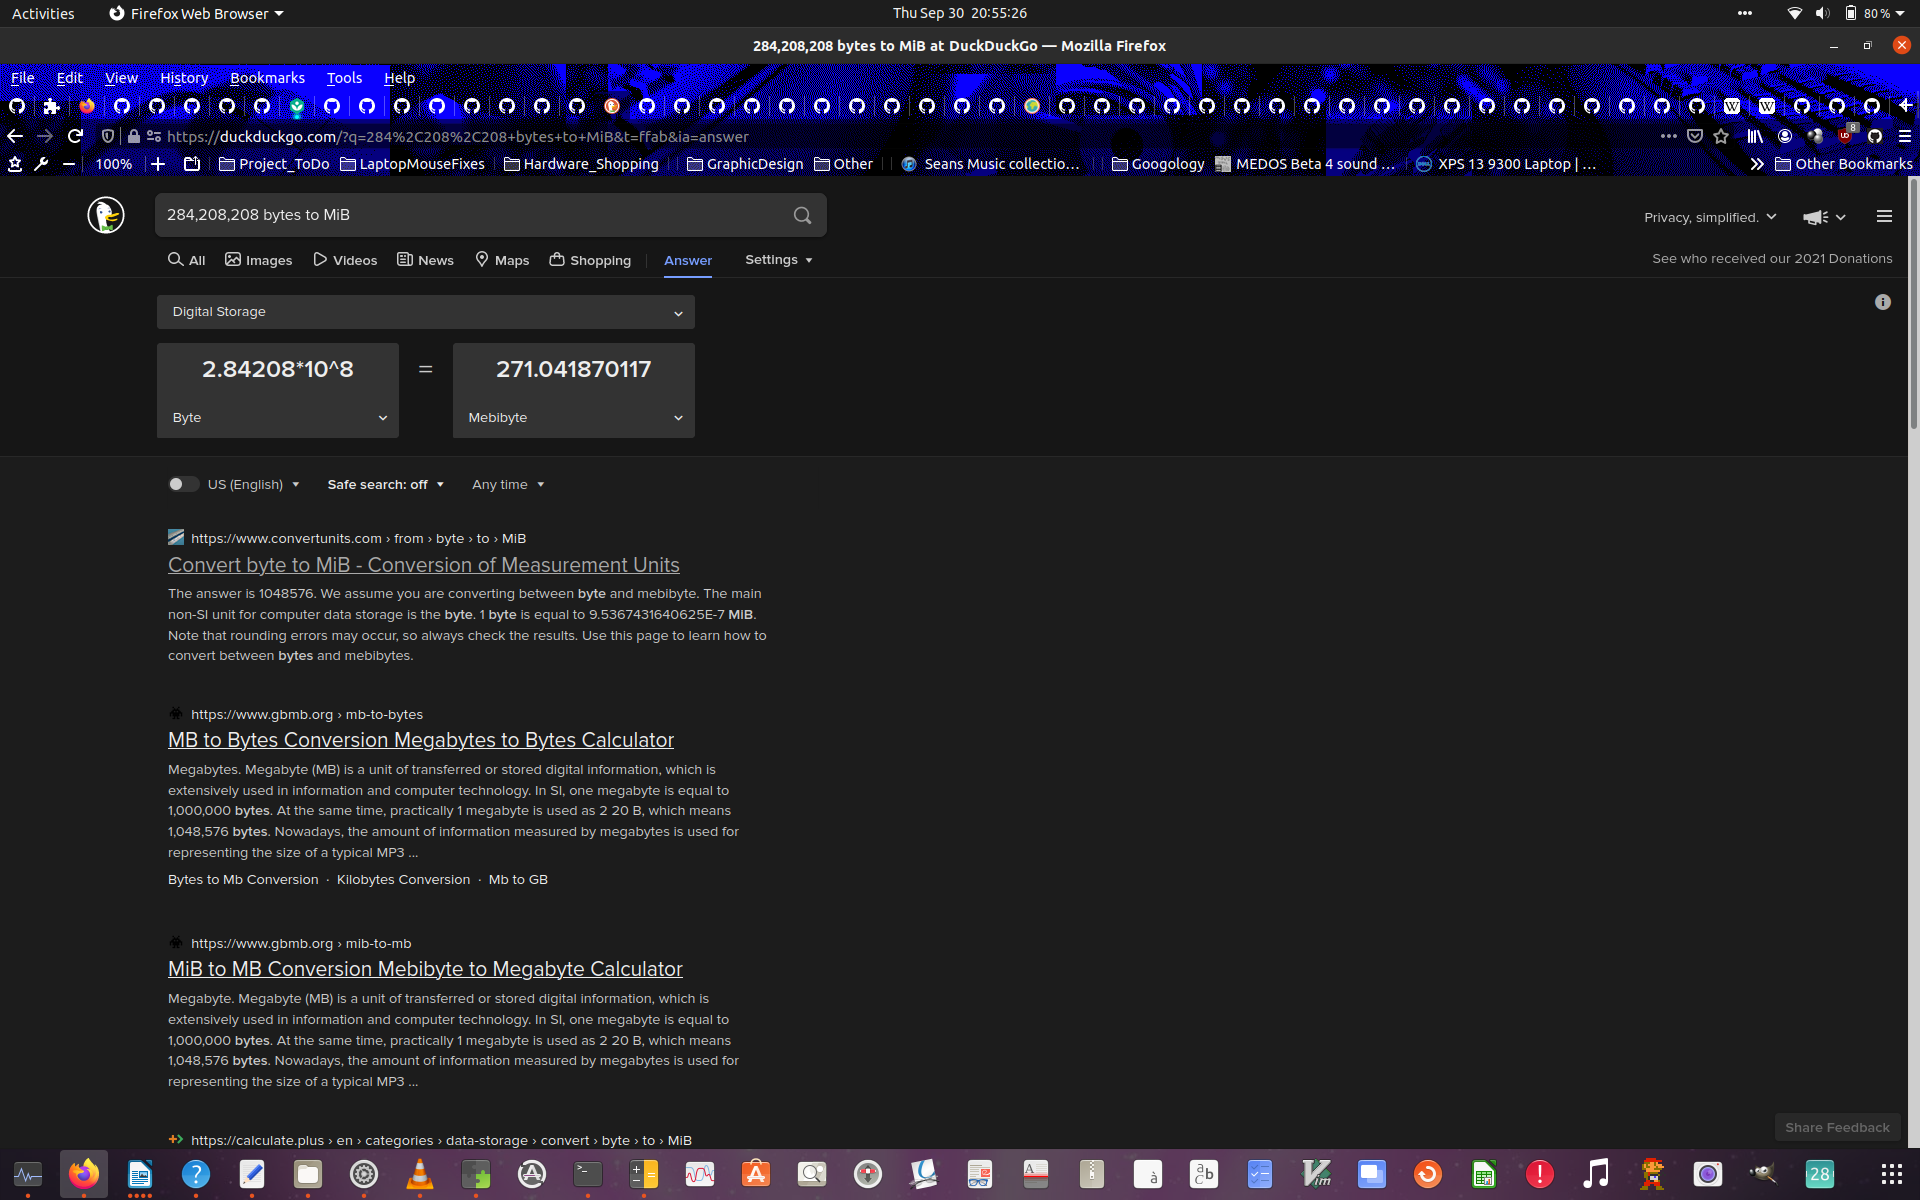 Activities
Firefox Web Browser
Thu Sep 30 20:55:26
80 %
284,208,208 bytes to MiB at DuckDuckGo — Mozilla Firefox
File Edit View History Bookmarks Tools Help
https://duckduckgo.com/?q=284%2C208%2C208+bytes+to+MiB&t=ffab&ia=answer
8
100%
Project_ToDo
LaptopMouseFixes
Hardware_Shopping
GraphicDesign
Other
Seans Music collectio…
Googology
MEDOS Beta 4 sound …
XPS 13 9300 Laptop | …
Other Bookmarks
284,208,208 bytes to MiB
Privacy, simplified.
All Images Videos News Maps Shopping Answer Settings
See who received our 2021 Donations
Digital Storage
2.84208*10^8 = 271.041870117
Byte Mebibyte
US (English) Safe search: off Any time
https://www.convertunits.com › from › byte › to › MiB
Convert byte to MiB - Conversion of Measurement Units
The answer is 1048576. We assume you are converting between byte and mebibyte. The main
non-SI unit for computer data storage is the byte. 1 byte is equal to 9.5367431640625E-7 MiB.
Note that rounding errors may occur, so always check the results. Use this page to learn how to
convert between bytes and mebibytes.
https://www.gbmb.org › mb-to-bytes
MB to Bytes Conversion Megabytes to Bytes Calculator
Megabytes. Megabyte (MB) is a unit of transferred or stored digital information, which is
extensively used in information and computer technology. In SI, one megabyte is equal to
1,000,000 bytes. At the same time, practically 1 megabyte is used as 2 20 B, which means
1,048,576 bytes. Nowadays, the amount of information measured by megabytes is used for
representing the size of a typical MP3 ...
Bytes to Mb Conversion · Kilobytes Conversion · Mb to GB
https://www.gbmb.org › mib-to-mb
MiB to MB Conversion Mebibyte to Megabyte Calculator
Megabyte. Megabyte (MB) is a unit of transferred or stored digital information, which is
extensively used in information and computer technology. In SI, one megabyte is equal to
1,000,000 bytes. At the same time, practically 1 megabyte is used as 2 20 B, which means
1,048,576 bytes. Nowadays, the amount of information measured by megabytes is used for
representing the size of a typical MP3 ...
Share Feedback
https://calculate.plus › en › categories › data-storage › convert › byte › to › MiB
28